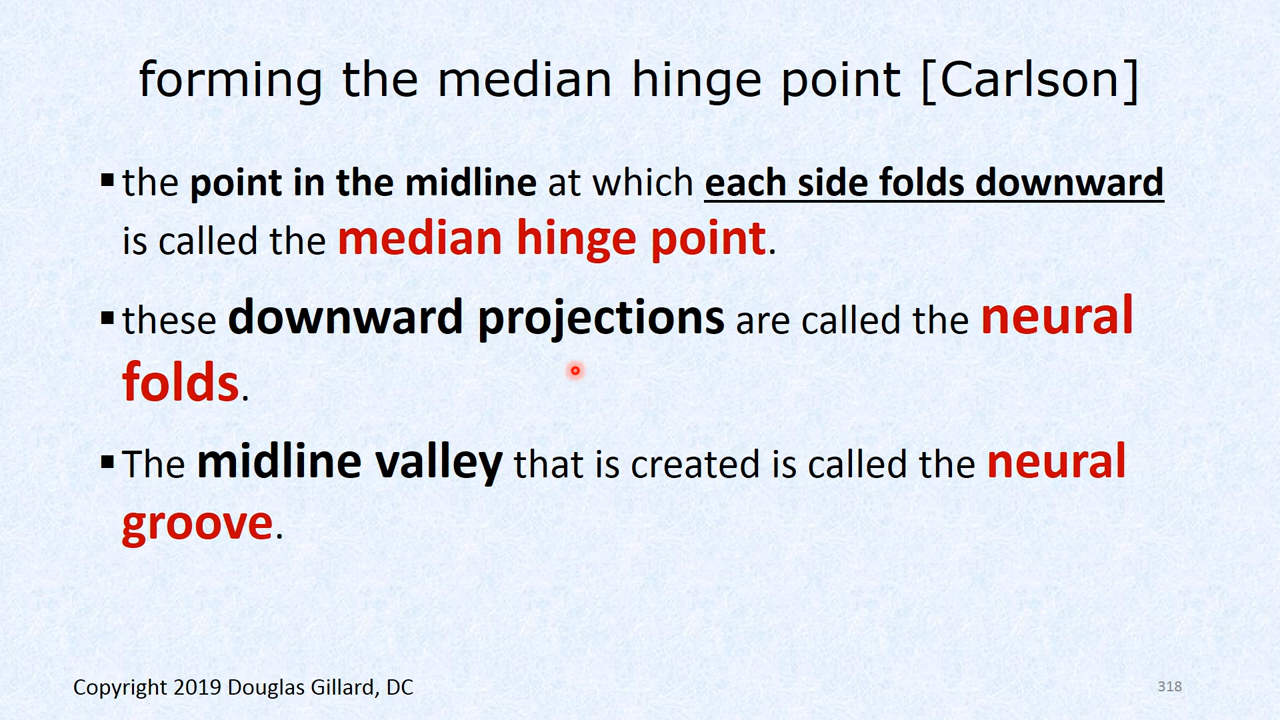 forming the median hinge point [Carlson]
▪the point in the midline at which each side folds downward
is called the median hinge point.
▪these downward projections are called the neural
folds.
▪The midline valley that is created is called the neural
groove.
Copyright 2019 Douglas Gillard, DC
318